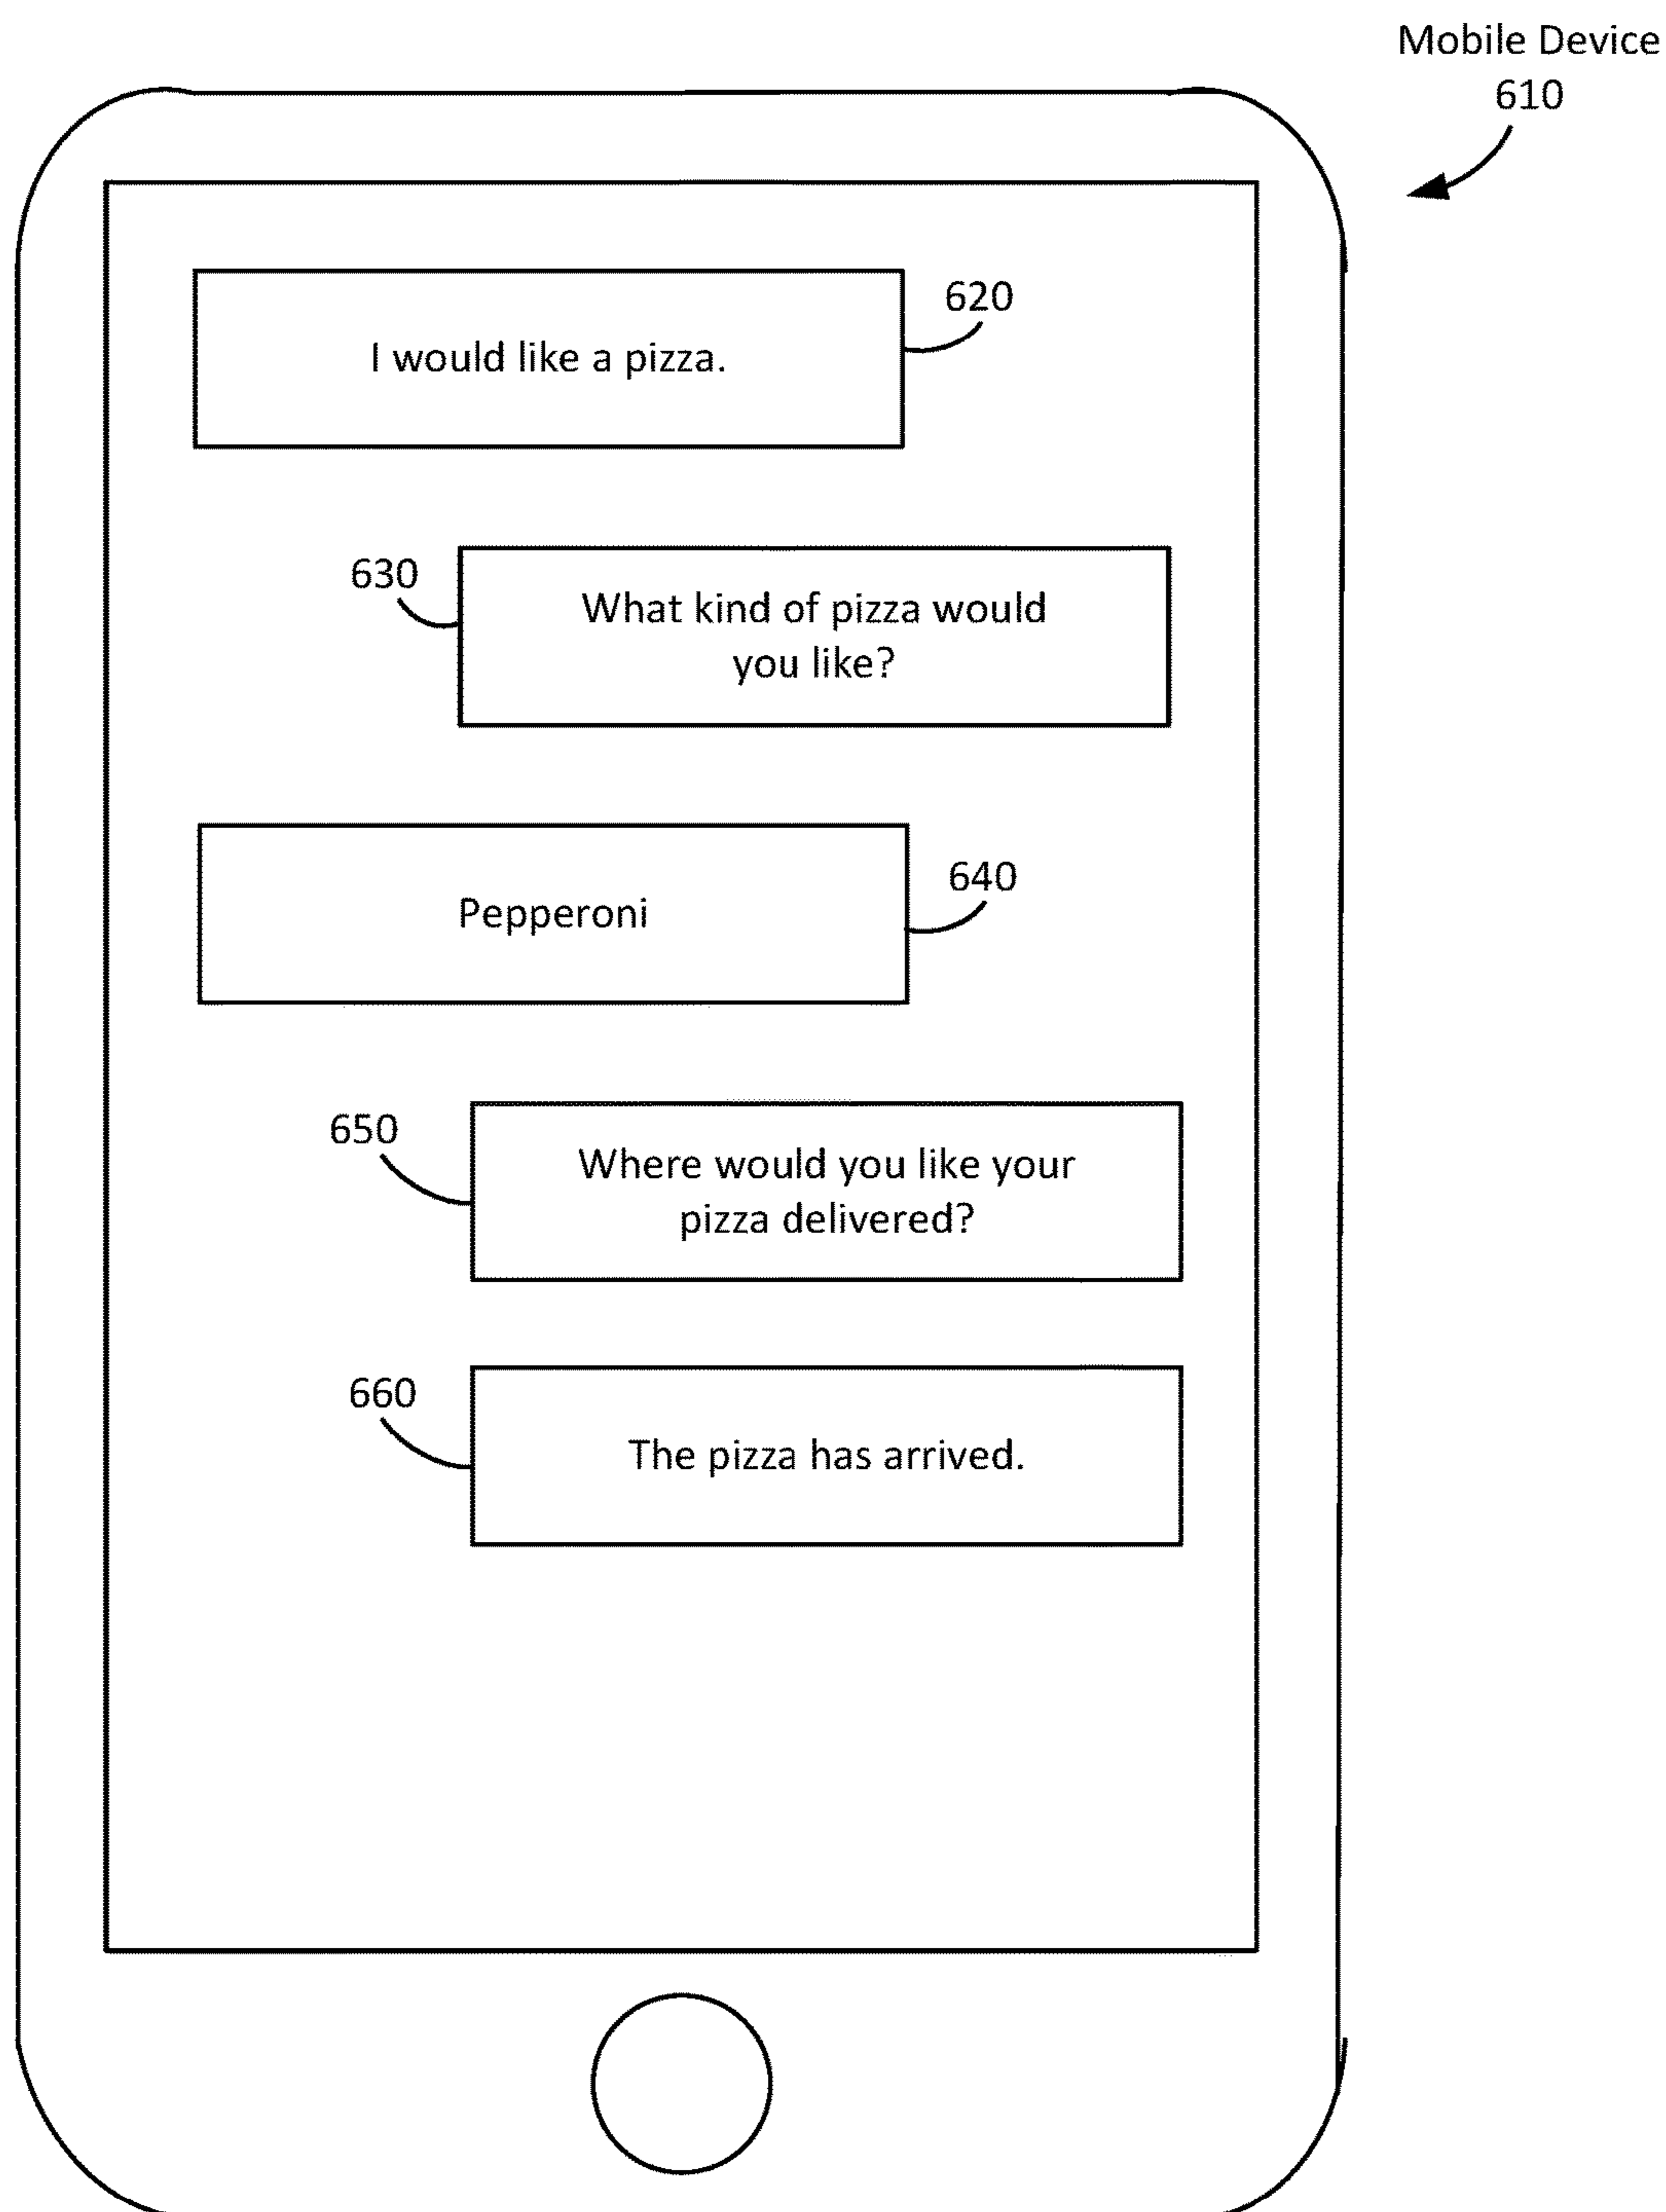 Mobile Device
610
I would like a pizza.
620
630
What kind of pizza would
you like?
Pepperoni
640
650
Where would you like your
pizza delivered?
660
The pizza has arrived.